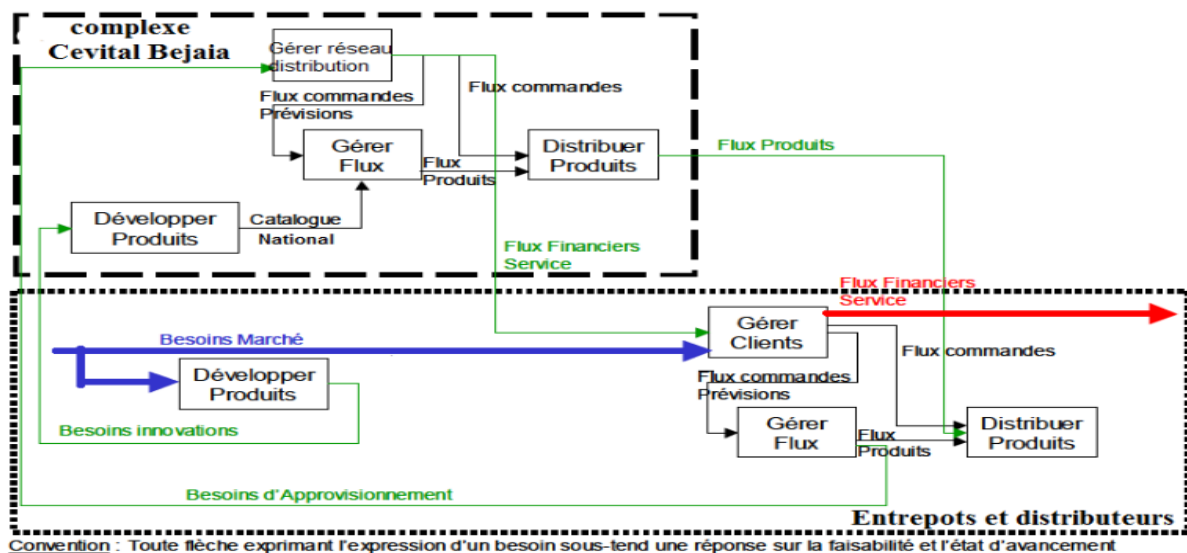 complexe
Cevital Bejaia
Gérer réseau
distribution
Flux commandes
Prévisions
Flux commandes
Gérer
Flux
Flux
Produits
Distribuer
Produits
Flux Produits
Développer
Produits
Catalogue
National
Flux Financiers
Service
Flux Financiers
Service
Besoins Marché
Gérer
Clients
Développer
Produits
Flux commandes
Flux commandes
Prévisions
Besoins innovations
Gérer
Flux
Flux
Produits
Distribuer
Produits
Besoins d'Approvisionnement
Entrepots et distributeurs
Convention : Toute flèche exprimant l'expression d'un besoin sous-tend une réponse sur la faisabilité et l'état d'avancement